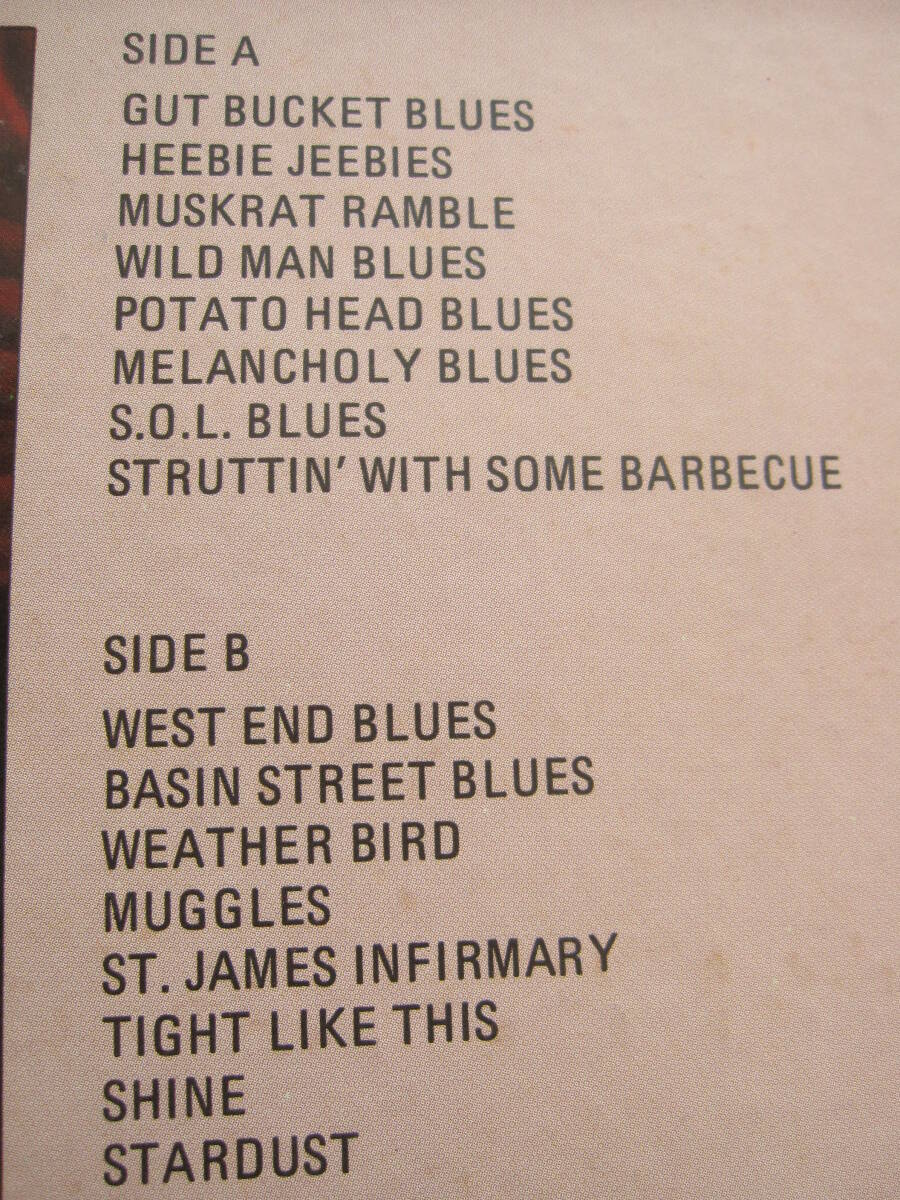 SIDE A
GUT BUCKET BLUES
HEEBIE JEEBIES
MUSKRAT RAMBLE
WILD MAN BLUES
POTATO HEAD BLUES
MELANCHOLY BLUES
S.O.L. BLUES
STRUTTIN' WITH SOME BARBECUE
SIDE B
WEST END BLUES
BASIN STREET BLUES
WEATHER BIRD
MUGGLES
ST. JAMES INFIRMARY
TIGHT LIKE THIS
SHINE
STARDUST